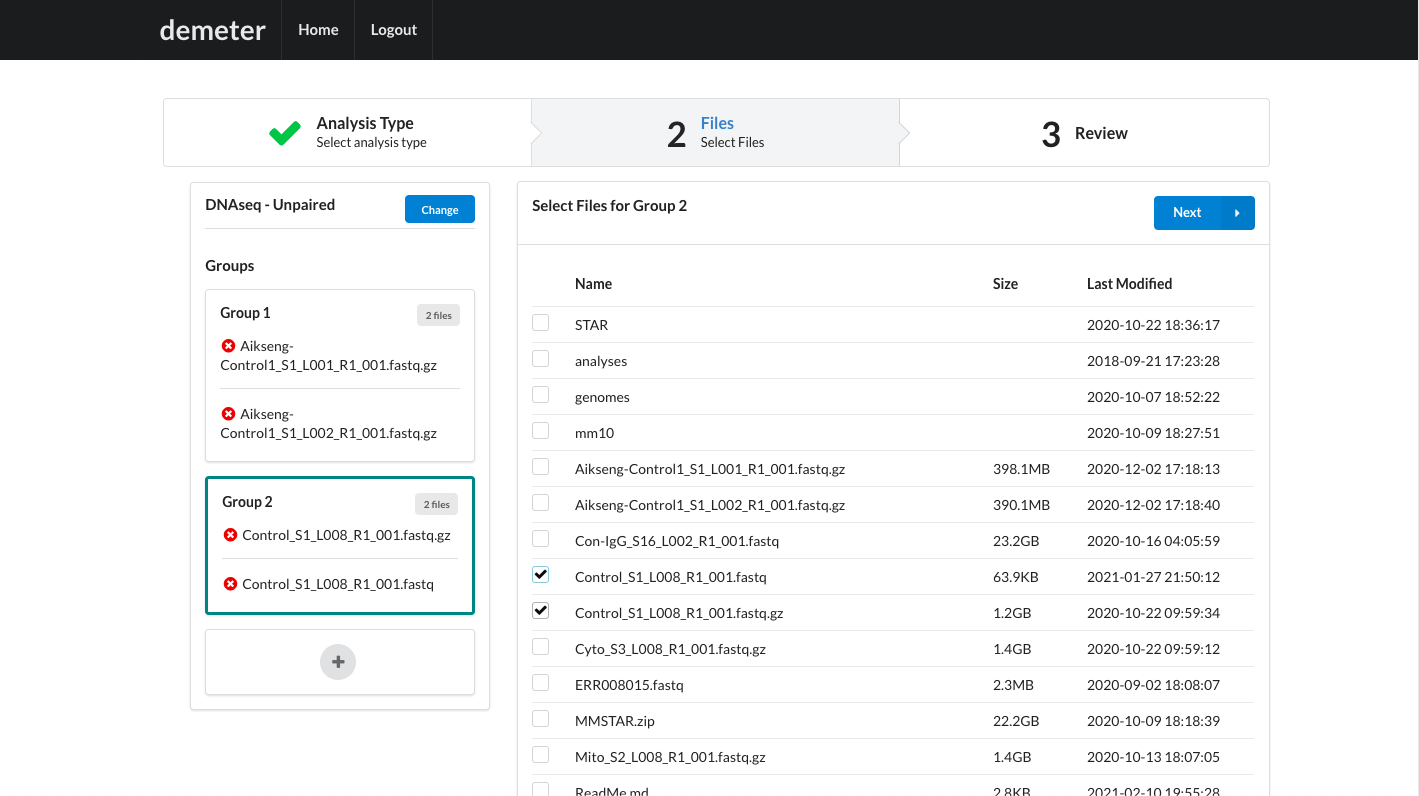 demeter Home Logout
Analysis Type
Select analysis type
2 Files
Select Files
3 Review
DNAseq - Unpaired Change
Groups
Group 1 2 files
Aikseng-
Control1_S1_L001_R1_001.fastq.gz
Aikseng-
Control1_S1_L002_R1_001.fastq.gz
Group 2 2 files
Control_S1_L008_R1_001.fastq.gz
Control_S1_L008_R1_001.fastq
Select Files for Group 2 Next
Name Size Last Modified
STAR 2020-10-22 18:36:17
analyses 2018-09-21 17:23:28
genomes 2020-10-07 18:52:22
mm10 2020-10-09 18:27:51
Aikseng-Control1_S1_L001_R1_001.fastq.gz 398.1MB 2020-12-02 17:18:13
Aikseng-Control1_S1_L002_R1_001.fastq.gz 390.1MB 2020-12-02 17:18:40
Con-IgG_S16_L002_R1_001.fastq 23.2GB 2020-10-16 04:05:59
Control_S1_L008_R1_001.fastq 63.9KB 2021-01-27 21:50:12
Control_S1_L008_R1_001.fastq.gz 1.2GB 2020-10-22 09:59:34
Cyto_S3_L008_R1_001.fastq.gz 1.4GB 2020-10-22 09:59:12
ERR008015.fastq 2.3MB 2020-09-02 18:08:07
MMSTAR.zip 22.2GB 2020-10-09 18:18:39
Mito_S2_L008_R1_001.fastq.gz 1.4GB 2020-10-13 18:07:05
ReadMe.md 2.8KB 2021-02-10 19:55:28